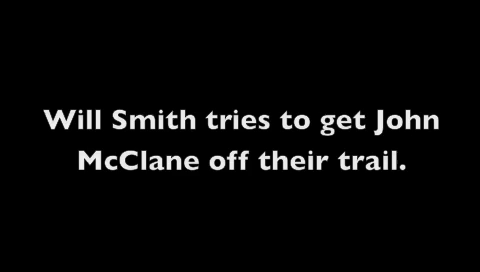 Will Smith tries to get John
McClane off their trail.